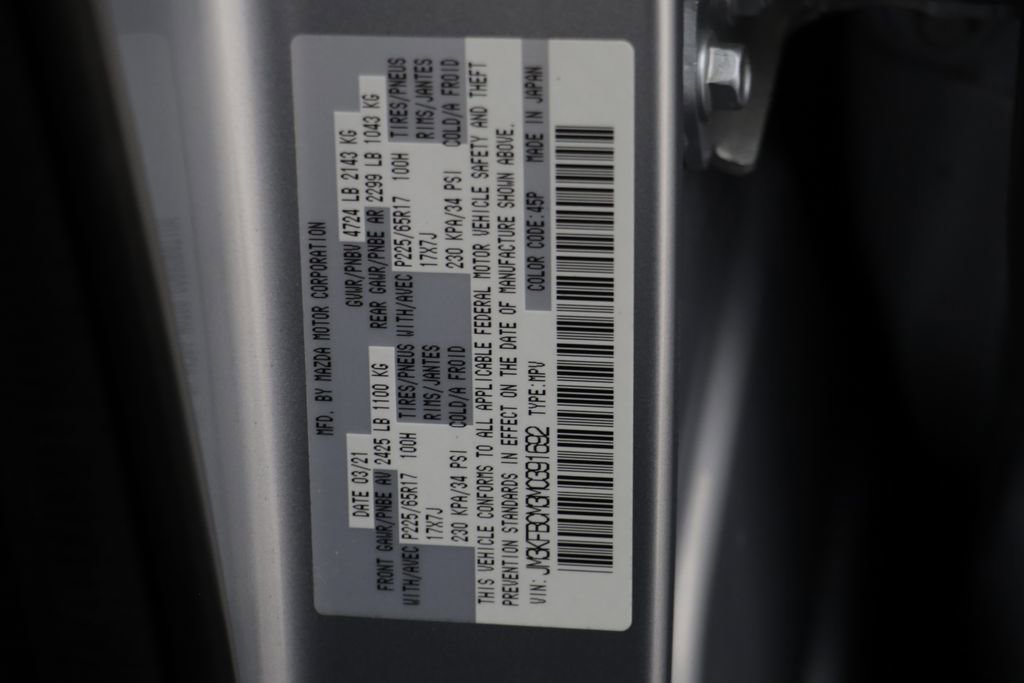 MFD. BY MAZDA MOTOR CORPORATION
DATE 03/21 GVWR/PNBV 4724 LB 2143 KG
FRONT GAWR/PNBE AV 2425 LB 1100 KG REAR GAWR/PNBE AR 2299 LB 1043 KG
WITH/AVEC P225/65R17 100H TIRES/PNEUS WITH/AVEC P225/65R17 100H TIRES/PNEUS
17X7J RIMS/JANTES 17X7J RIMS/JANTES
230 KPA/34 PSI COLD/A FROID 230 KPA/34 PSI COLD/A FROID
THIS VEHICLE CONFORMS TO ALL APPLICABLE FEDERAL MOTOR VEHICLE SAFETY AND THEFT
PREVENTION STANDARDS IN EFFECT ON THE DATE OF MANUFACTURE SHOWN ABOVE.
VIN: JM3KFBCM3M0391692 TYPE:MPV COLOR CODE:45P MADE IN JAPAN